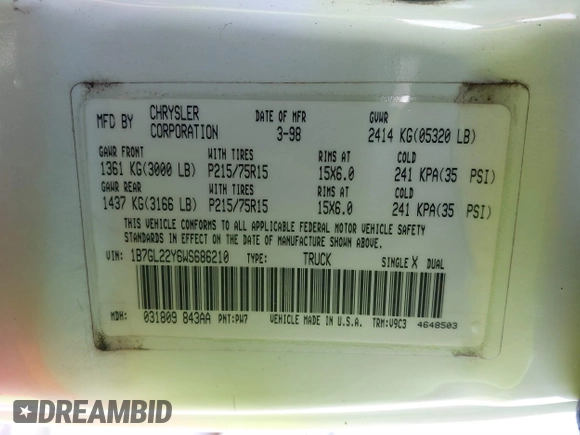 MFD BY CHRYSLER CORPORATION DATE OF MFR 3-98 GVWR 2414 KG(05320 LB)
GAWR FRONT WITH TIRES RIMS AT COLD
1361 KG(3000 LB) P215/75R15 15X6.0 241 KPA(35 PSI)
GAWR REAR WITH TIRES RIMS AT COLD
1437 KG(3166 LB) P215/75R15 15X6.0 241 KPA(35 PSI)
THIS VEHICLE CONFORMS TO ALL APPLICABLE FEDERAL MOTOR VEHICLE SAFETY
STANDARDS IN EFFECT ON THE DATE OF MANUFACTURE SHOWN ABOVE.
VIN: 1B7GL22Y6WS686210 TYPE: TRUCK SINGLE X DUAL
MDH: 031809 843AA PNT:PW7 VEHICLE MADE IN U.S.A. TRM:V9C3 4648503
DREAMBID